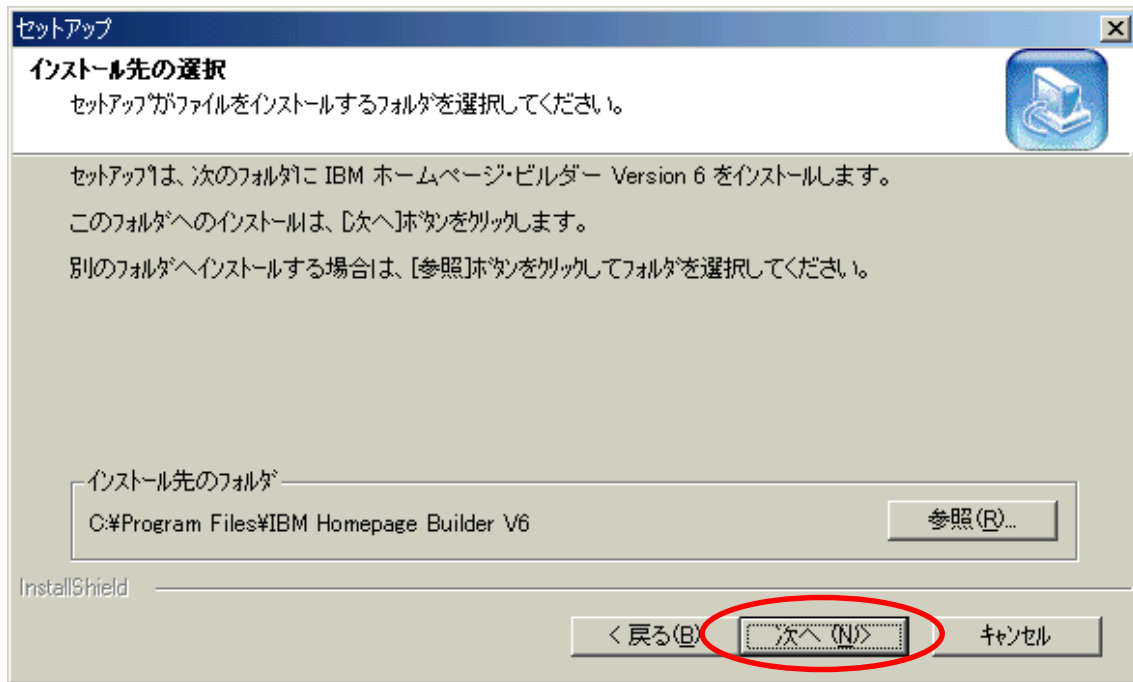 セットアップ
インストール先の選択
セットアップがファイルをインストールするフォルダを選択してください。
セットアップは、次のフォルダに IBM ホームページ・ビルダー Version 6 をインストールします。
このフォルダへのインストールは、[次へ]ボタンをクリックします。
別のフォルダへインストールする場合は、[参照]ボタンをクリックしてフォルダを選択してください。
インストール先のフォルダ
C:¥Program Files¥IBM Homepage Builder V6
参照(R)...
InstallShield
< 戻る(B) 次へ (N)> キャンセル